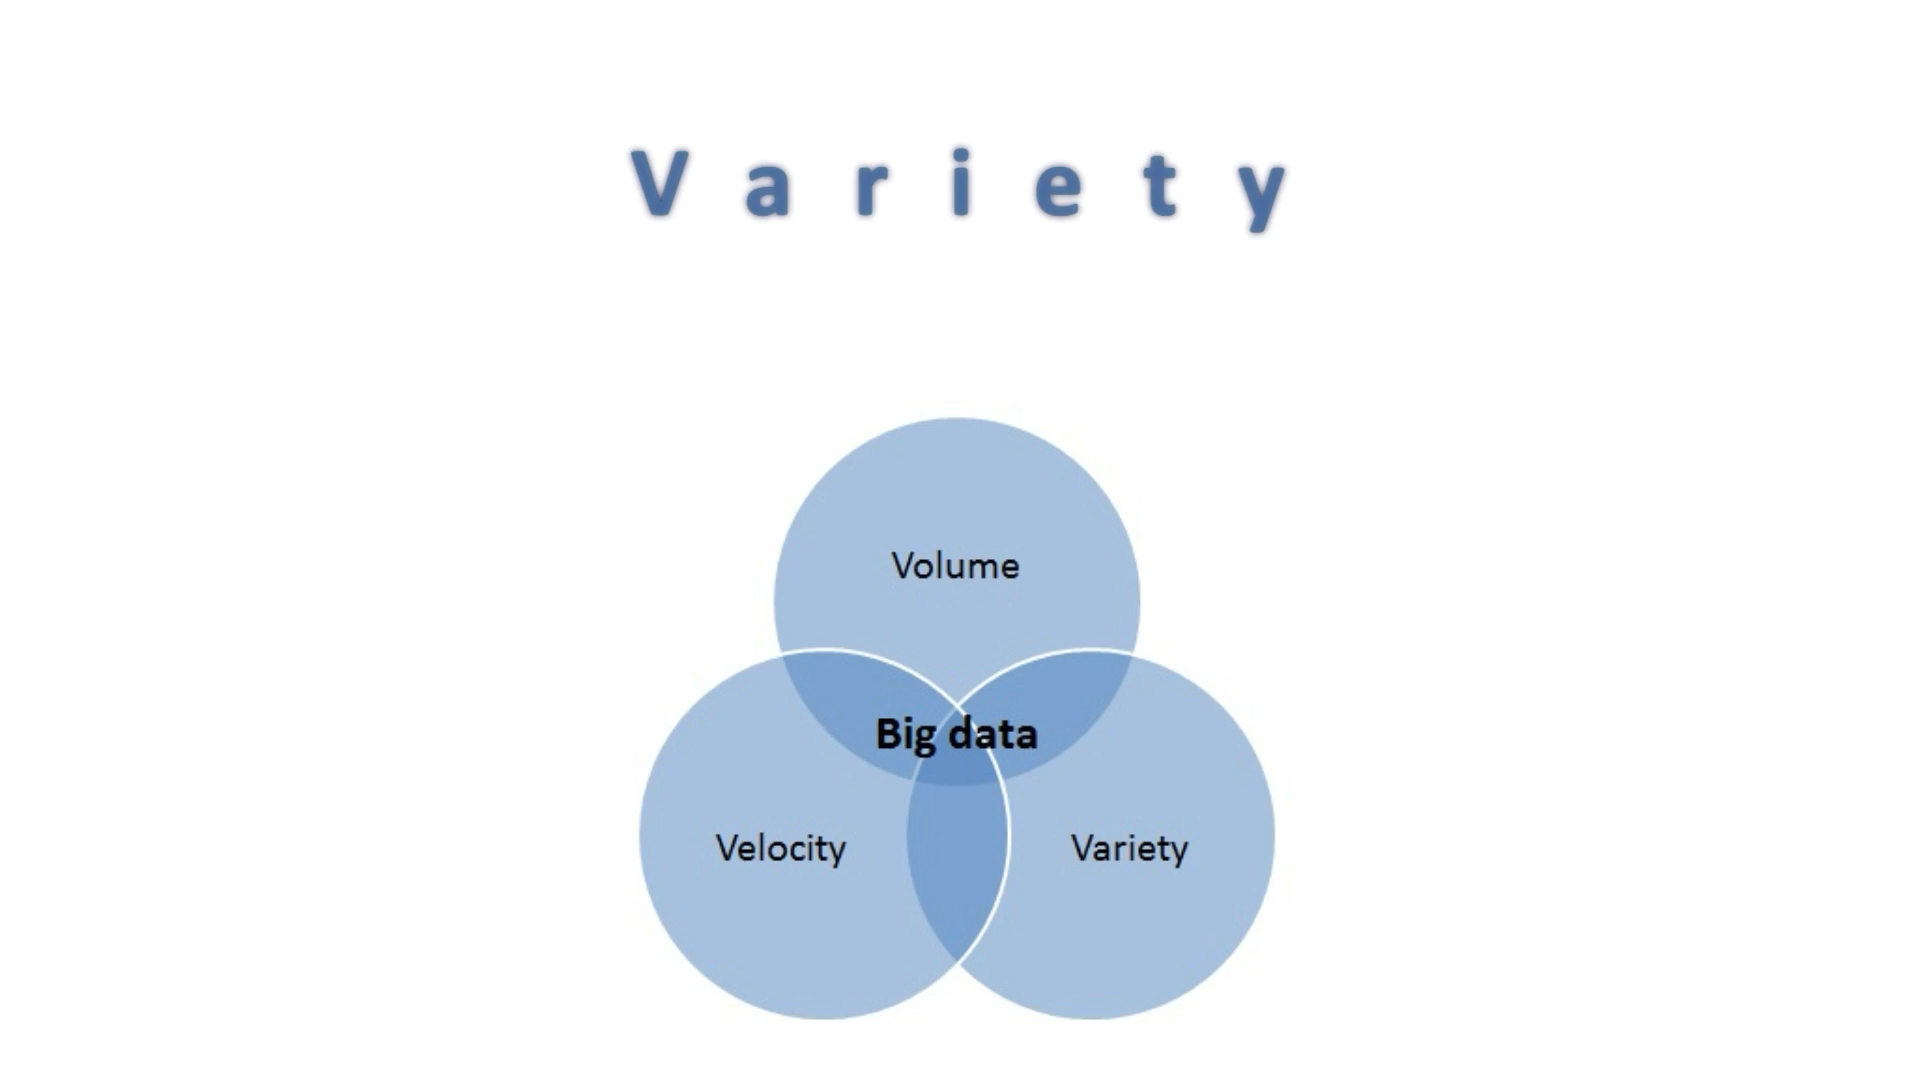 V a r i e t y
Volume
Big data
Velocity
Variety